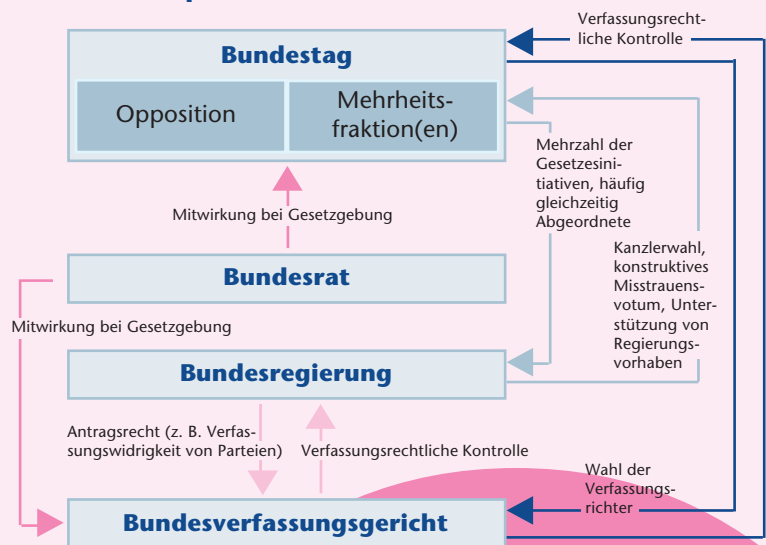 Verfassungsrecht-
liche Kontrolle
Bundestag
Opposition
Mehrheits-
fraktion(en)
Mehrzahl der
Gesetzesini-
tiativen, häufig
gleichzeitig
Abgeordnete
Mitwirkung bei Gesetzgebung
Kanzlerwahl,
konstruktives
Misstrauens-
votum, Unter-
stützung von
Regierungs-
vorhaben
Bundesrat
Mitwirkung bei Gesetzgebung
Bundesregierung
Antragsrecht (z. B. Verfas-
sungswidrigkeit von Parteien)
Verfassungsrechtliche Kontrolle
Wahl der
Verfassungs-
richter
Bundesverfassungsgericht